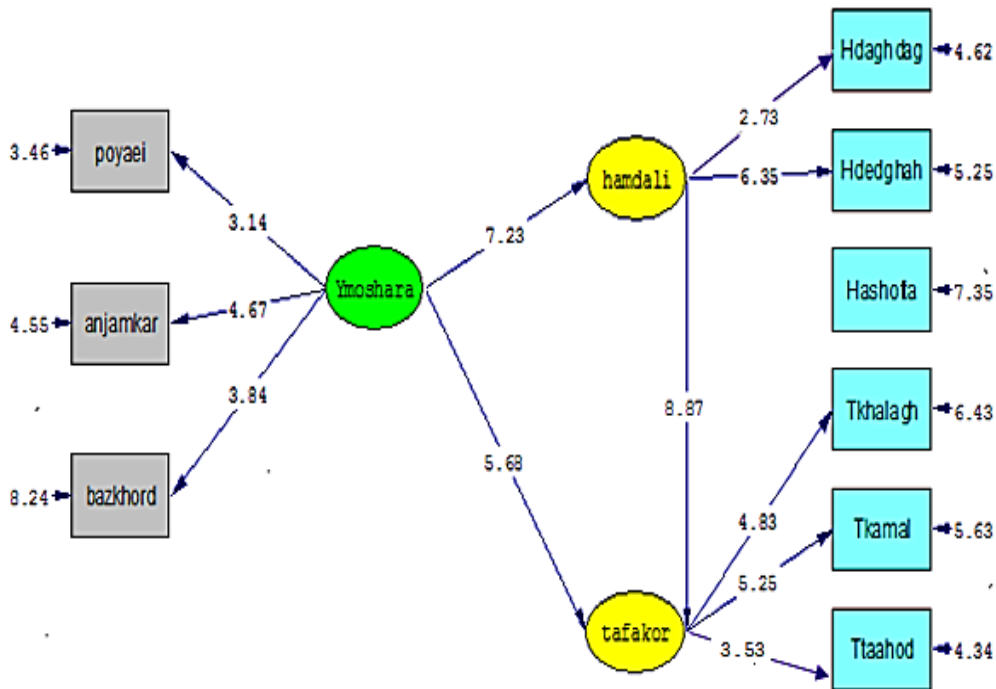 Hdaghdag
4.62
2.73
3.46
poyaei
hamdali
6.35
Hdedghah
5.25
3.14
7.23
Ymoshara
Hashofta
7.35
4.55
anjamkar
4.67
3.84
8.87
Tkhalagh
6.43
5.68
8.24
bazkhord
4.83
Tkamal
5.63
5.25
tafakor
3.53
Ttaahod
4.34